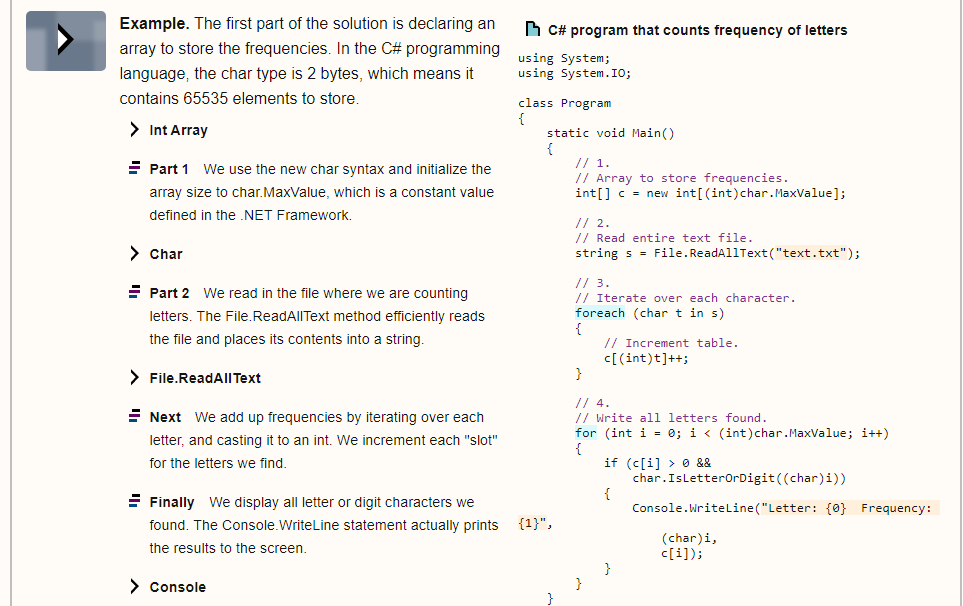 Example. The first part of the solution is declaring an
array to store the frequencies. In the C# programming
language, the char type is 2 bytes, which means it
contains 65535 elements to store.
Int Array
Part 1 We use the new char syntax and initialize the
array size to char.MaxValue, which is a constant value
defined in the .NET Framework.
Char
Part 2 We read in the file where we are counting
letters. The File.ReadAllText method efficiently reads
the file and places its contents into a string.
File.ReadAllText
Next We add up frequencies by iterating over each
letter, and casting it to an int. We increment each "slot"
for the letters we find.
Finally We display all letter or digit characters we
found. The Console.WriteLine statement actually prints
the results to the screen.
Console
C# program that counts frequency of letters
using System;
using System.IO;
class Program
{
    static void Main()
    {
        // 1.
        // Array to store frequencies.
        int[] c = new int[(int)char.MaxValue];
        // 2.
        // Read entire text file.
        string s = File.ReadAllText("text.txt");
        // 3.
        // Iterate over each character.
        foreach (char t in s)
        {
            // Increment table.
            c[(int)t]++;
        }
        // 4.
        // Write all letters found.
        for (int i = 0; i < (int)char.MaxValue; i++)
        {
            if (c[i] > 0 &&
                char.IsLetterOrDigit((char)i))
            {
                Console.WriteLine("Letter: {0}  Frequency:
{1}",
                    (char)i,
                    c[i]);
            }
        }
    }